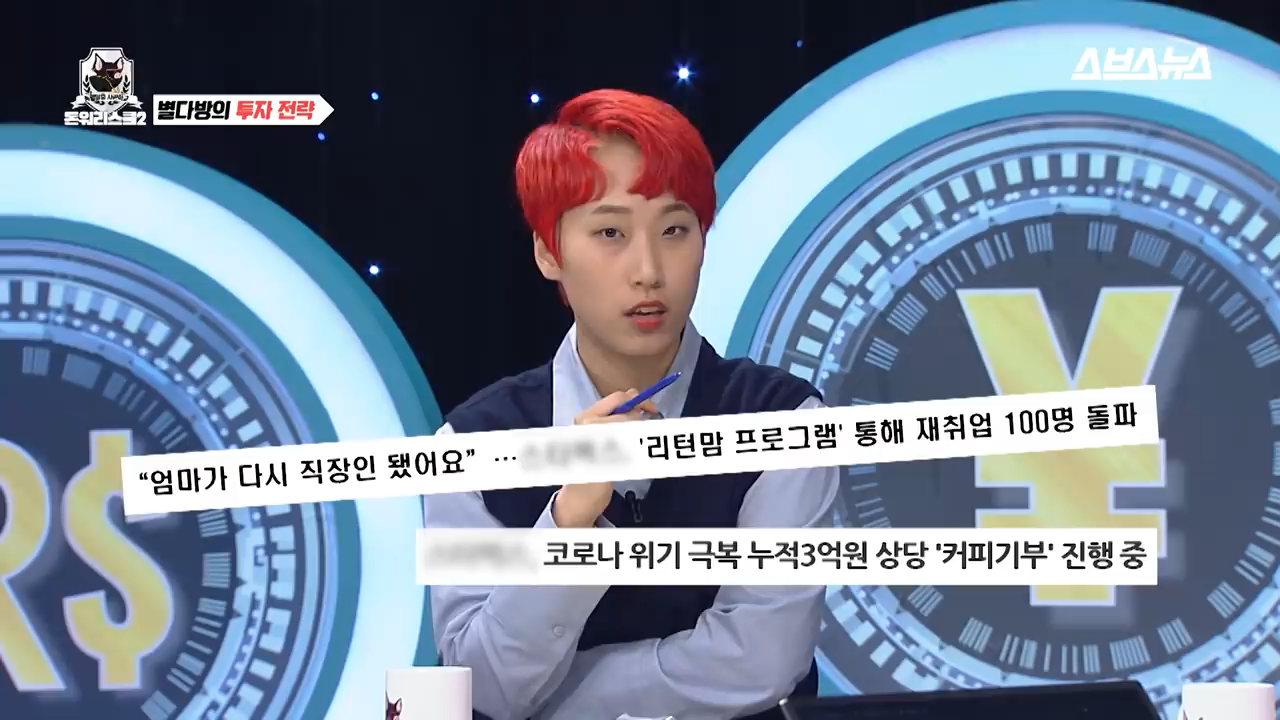 스브스뉴스
돈워리스쿨2
별다방의 투자 전략
“엄마가 다시 직장인 됐어요” … '리턴맘 프로그램' 통해 재취업 100명 돌파
코로나 위기 극복 누적3억원 상당 '커피기부' 진행 중
R$
¥